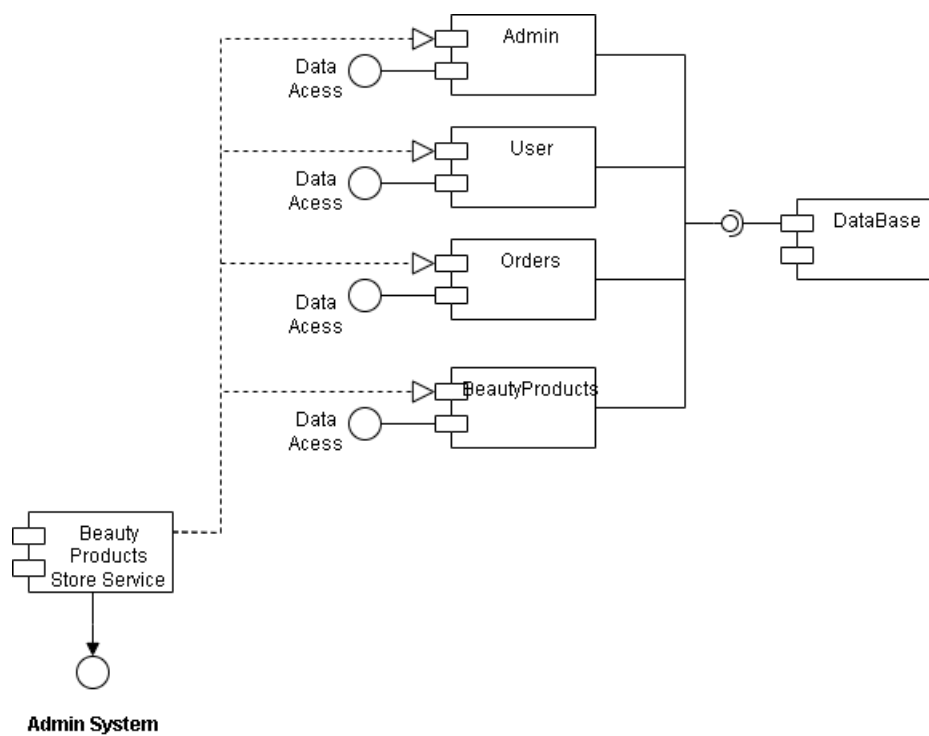 Admin
Data
Acess
User
Data
Acess
DataBase
Orders
Data
Acess
BeautyProducts
Data
Acess
Beauty
Products
Store Service
Admin System